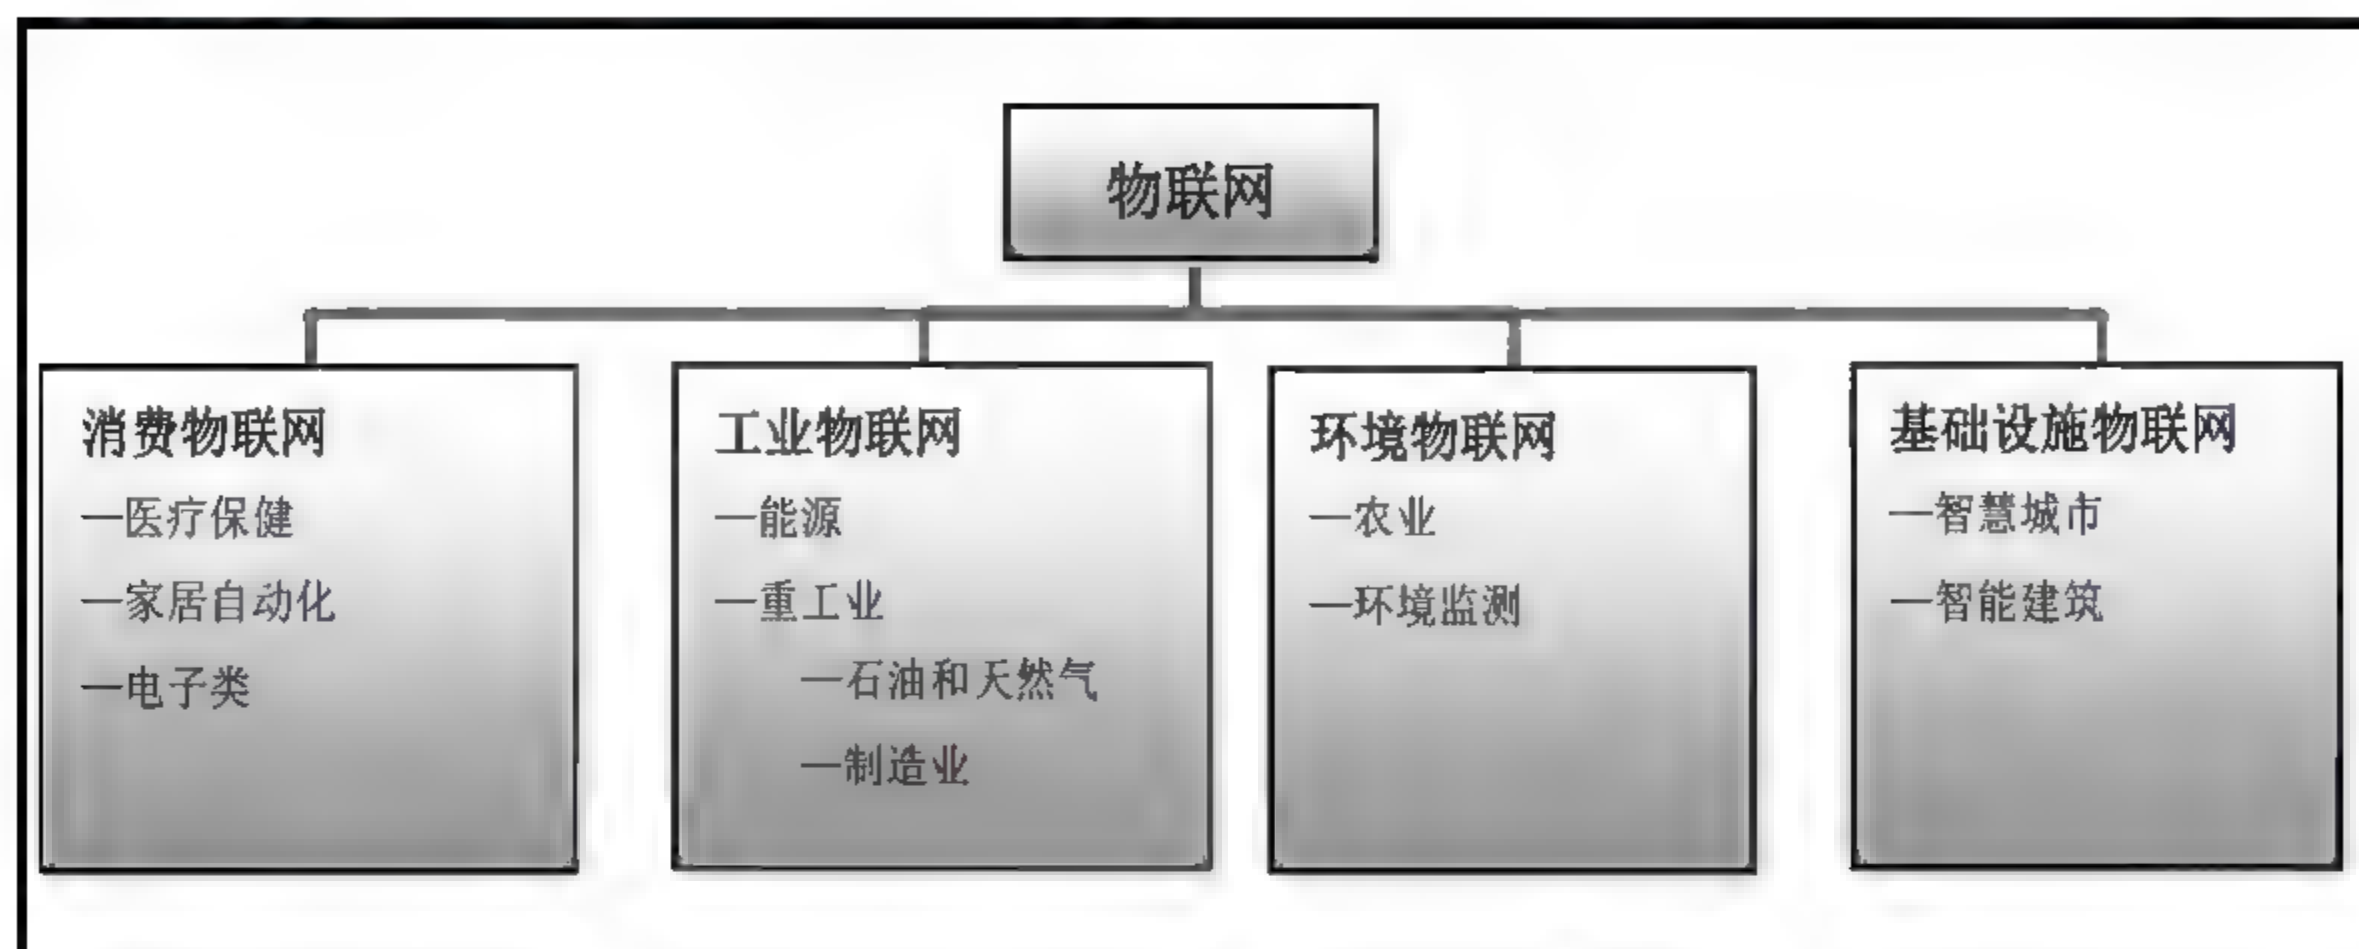 物联网
消费物联网
—医疗保健
—家居自动化
—电子类
工业物联网
—能源
—重工业
—石油和天然气
—制造业
环境物联网
—农业
—环境监测
基础设施物联网
—智慧城市
—智能建筑